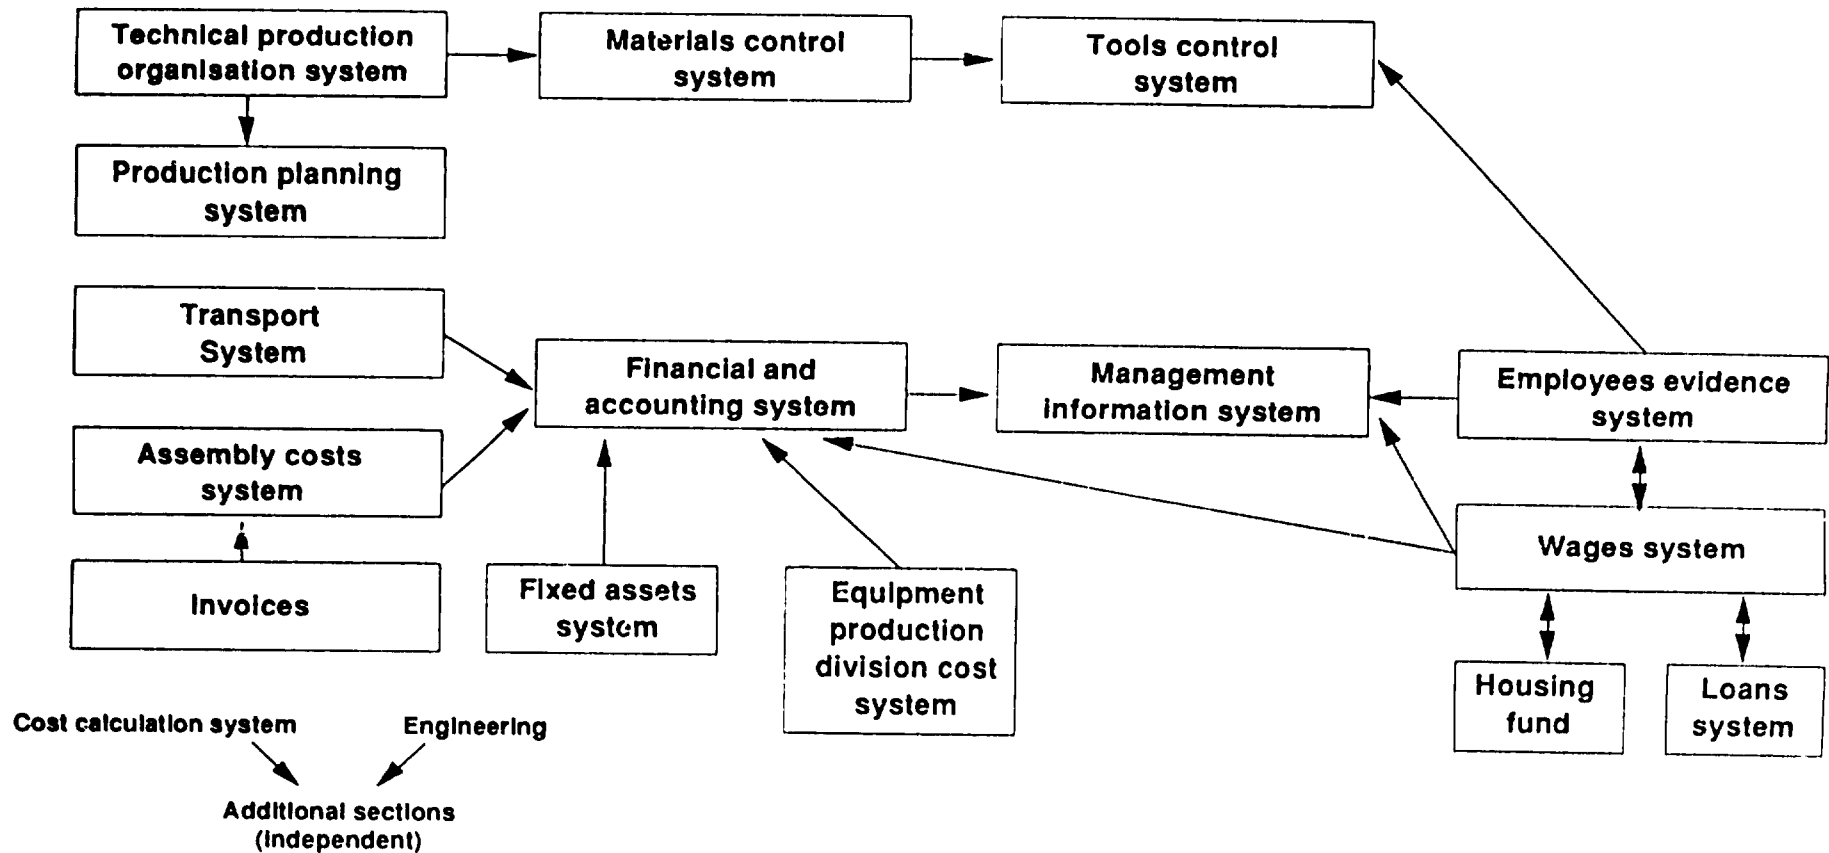 Technical production
organisation system
Materials control
system
Tools control
system
Production planning
system
Transport
System
Financial and
accounting system
Management
information system
Employees evidence
system
Assembly costs
system
Wages system
Invoices
Fixed assets
system
Equipment
production
division cost
system
Housing
fund
Loans
system
Cost calculation system
Engineering
Additional sections
(independent)